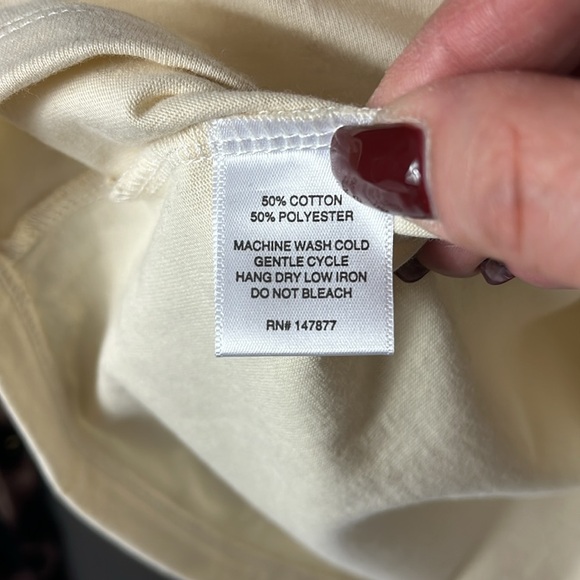 50% COTTON
50% POLYESTER
MACHINE WASH COLD
GENTLE CYCLE
HANG DRY LOW IRON
DO NOT BLEACH
RN# 147877